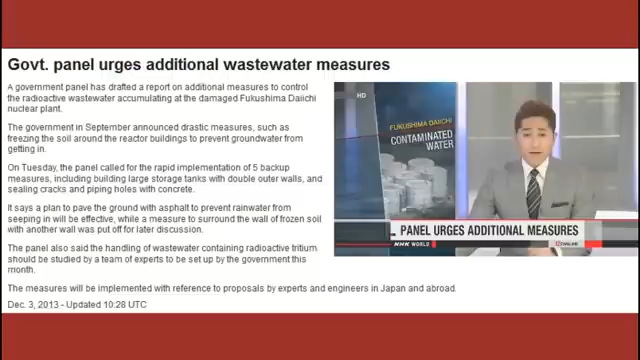 Govt. panel urges additional wastewater measures
A government panel has drafted a report on additional measures to control
the radioactive wastewater accumulating at the damaged Fukushima Daiichi
nuclear plant.
The government in September announced drastic measures, such as
freezing the soil around the reactor buildings to prevent groundwater from
getting in.
On Tuesday, the panel called for the rapid implementation of 5 backup
measures, including building large storage tanks with double outer walls, and
sealing cracks and piping holes with concrete.
It says a plan to pave the ground with asphalt to prevent rainwater from
seeping in will be effective, while a measure to surround the wall of frozen soil
with another wall was put off for later discussion.
The panel also said the handling of wastewater containing radioactive tritium
should be studied by a team of experts to be set up by the government this
month.
The measures will be implemented with reference to proposals by experts and engineers in Japan and abroad.
Dec. 3, 2013 - Updated 10:28 UTC
HD
FUKUSHIMA DAIICHI
CONTAMINATED
WATER
PANEL URGES ADDITIONAL MEASURES
NHK WORLD